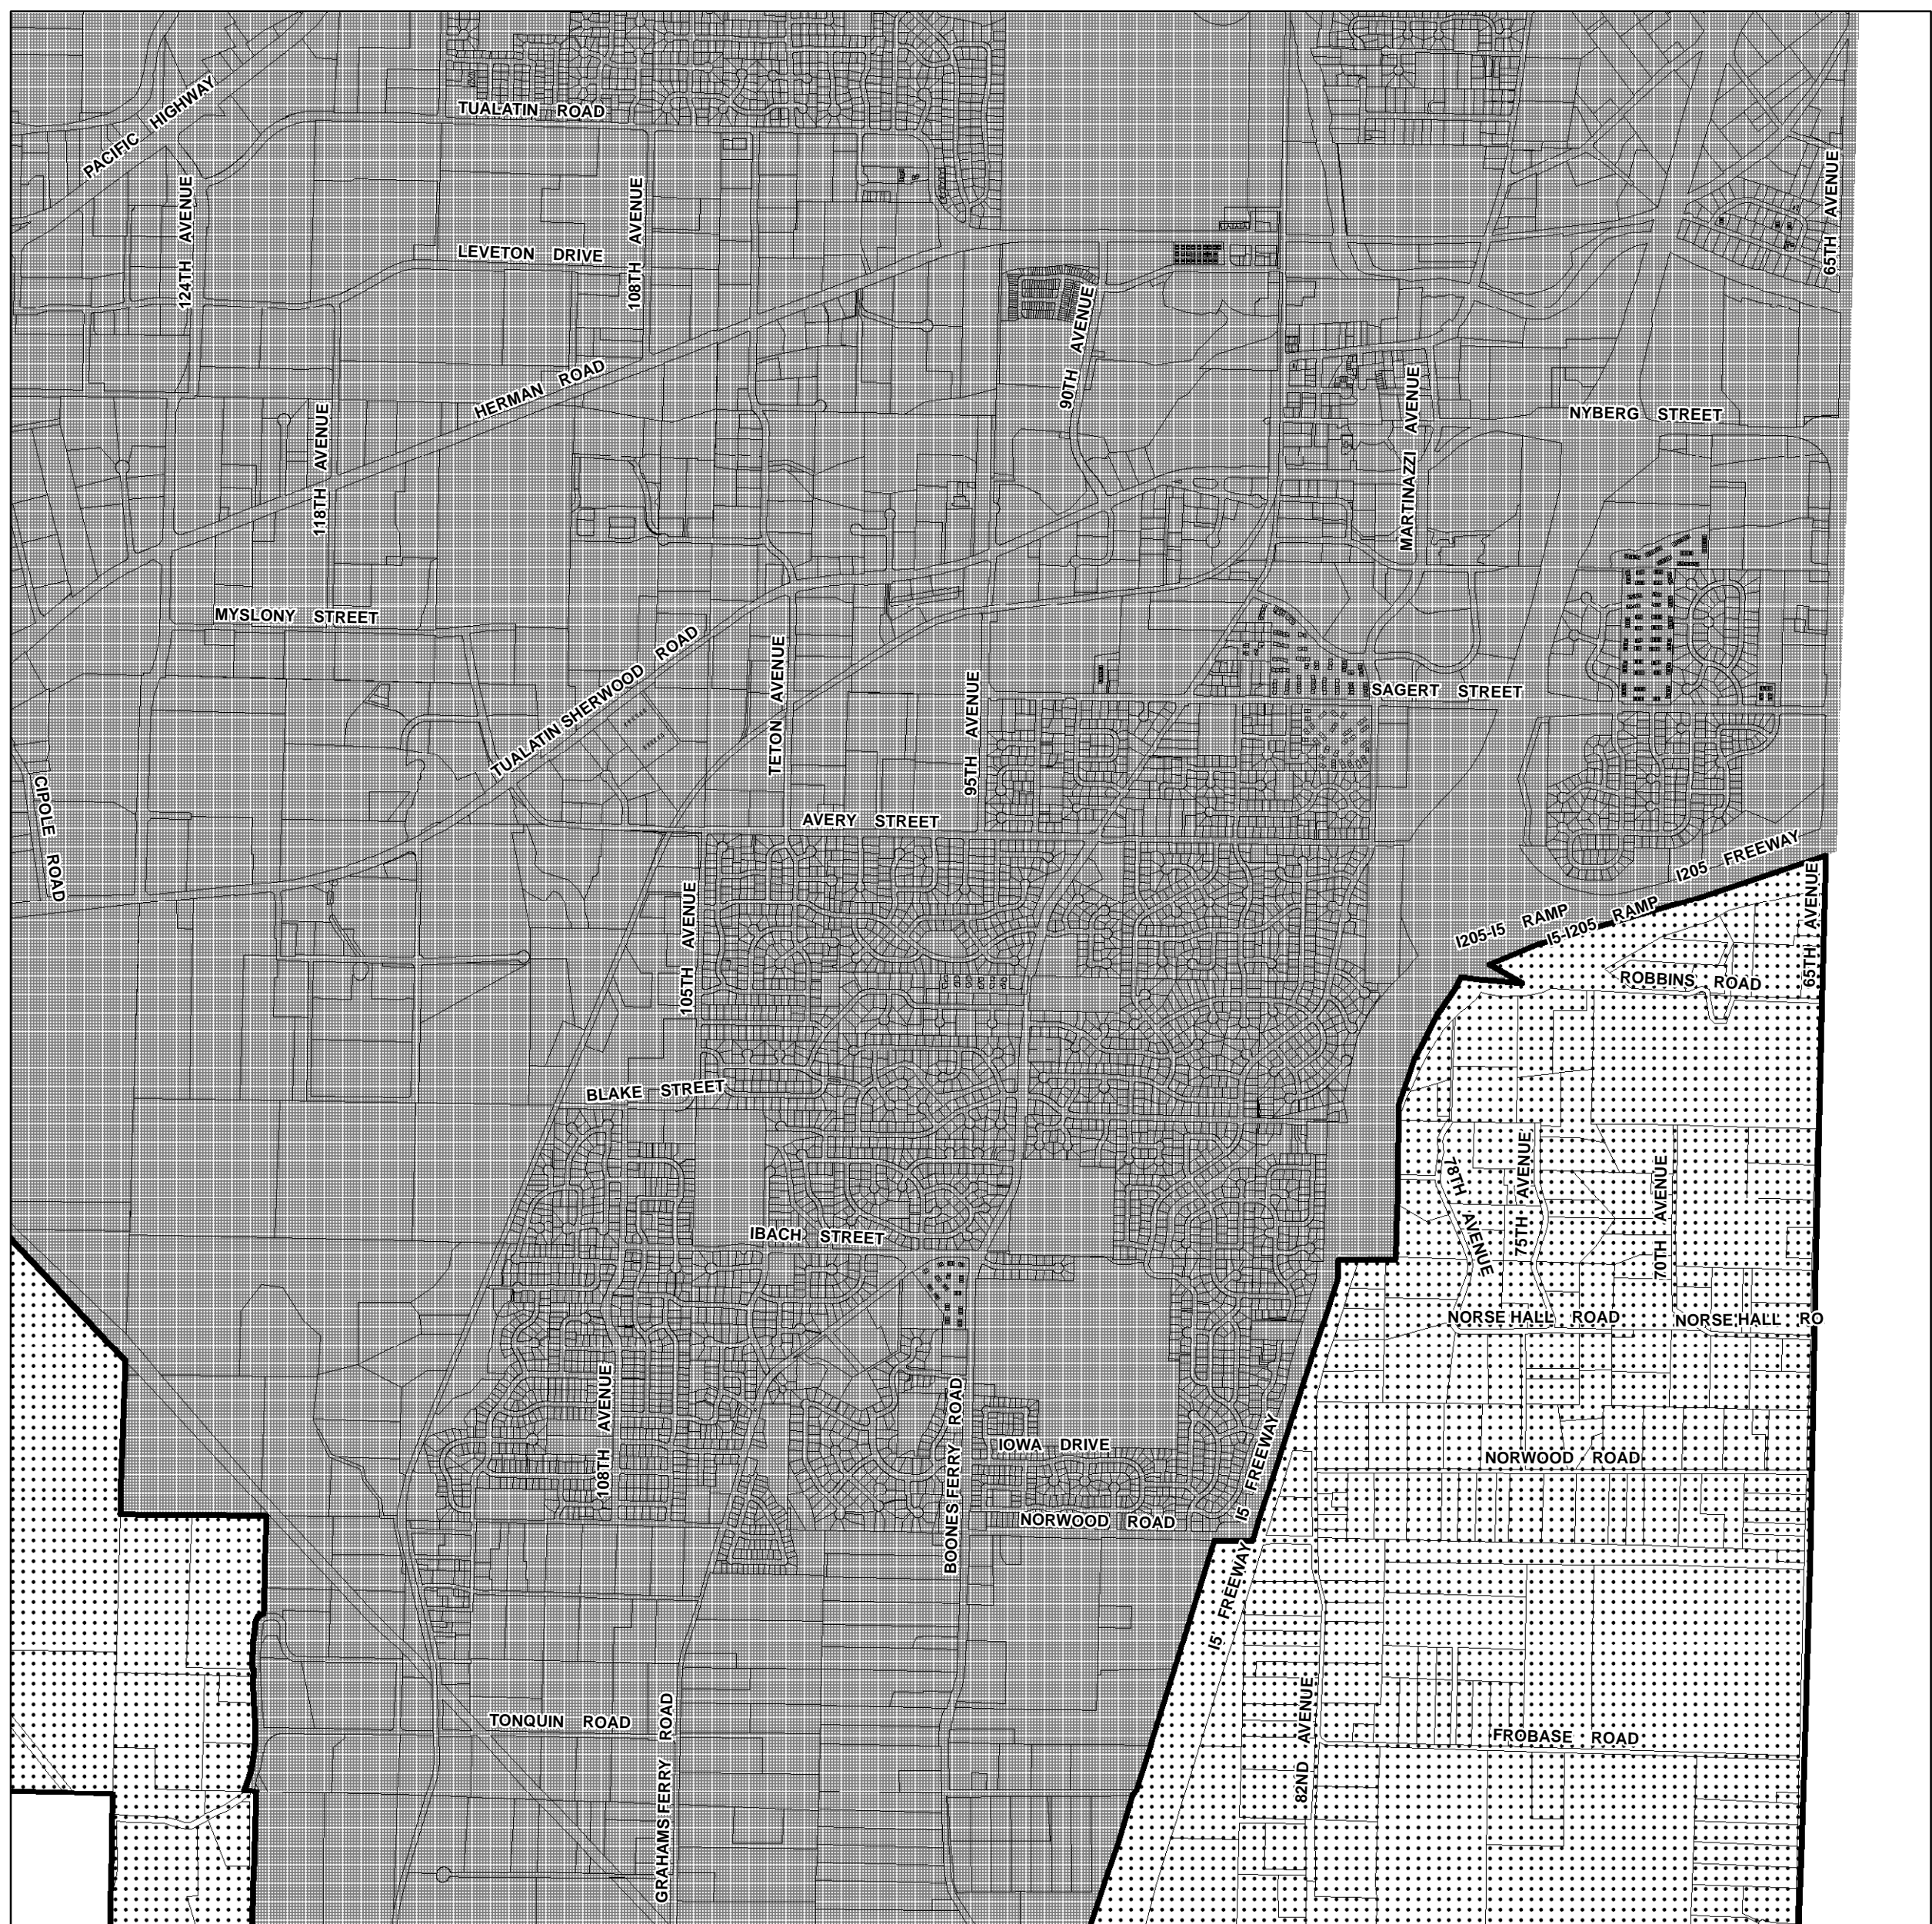 TUALATIN ROAD
PACIFIC HIGHWAY
124TH AVENUE
108TH AVENUE
65TH AVENUE
LEVETON DRIVE
90TH AVENUE
HERMAN ROAD
MARTINAZZI AVENUE
NYBERG STREET
118TH AVENUE
MYSLONY STREET
TUALATIN SHERWOOD ROAD
TETON AVENUE
95TH AVENUE
SAGERT STREET
CIPOLE ROAD
AVERY STREET
I205 FREEWAY
I205-I5 RAMP
I5-I205 RAMP
65TH AVENUE
105TH AVENUE
ROBBINS ROAD
BLAKE STREET
78TH AVENUE
75TH AVENUE
70TH AVENUE
IBACH STREET
NORSE HALL ROAD
NORSE HALL RO
108TH AVENUE
BOONES FERRY ROAD
IOWA DRIVE
I5 FREEWAY
NORWOOD ROAD
NORWOOD ROAD
I5 FREEWAY
TONQUIN ROAD
GRAHAMS FERRY ROAD
82ND AVENUE
FROBASE ROAD